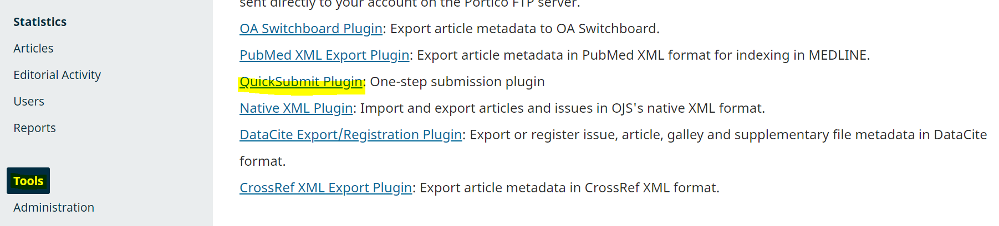 Statistics
Articles
Editorial Activity
Users
Reports
Tools
Administration
sent directly to your account on the Portico FTP server.
OA Switchboard Plugin: Export article metadata to OA Switchboard.
PubMed XML Export Plugin: Export article metadata in PubMed XML format for indexing in MEDLINE.
QuickSubmit Plugin: One-step submission plugin
Native XML Plugin: Import and export articles and issues in OJS's native XML format.
DataCite Export/Registration Plugin: Export or register issue, article, galley and supplementary file metadata in DataCite
format.
CrossRef XML Export Plugin: Export article metadata in CrossRef XML format.